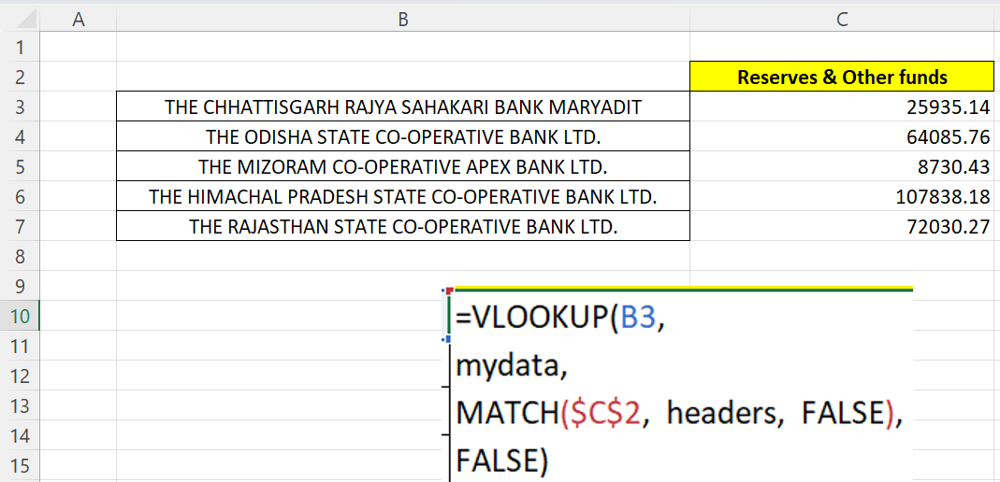 A B C
1
2 Reserves & Other funds
3 THE CHHATTISGARH RAJYA SAHAKARI BANK MARYADIT 25935.14
4 THE ODISHA STATE CO-OPERATIVE BANK LTD. 64085.76
5 THE MIZORAM CO-OPERATIVE APEX BANK LTD. 8730.43
6 THE HIMACHAL PRADESH STATE CO-OPERATIVE BANK LTD. 107838.18
7 THE RAJASTHAN STATE CO-OPERATIVE BANK LTD. 72030.27
8
9
10 =VLOOKUP(B3,
11
12 mydata,
13 MATCH($C$2, headers, FALSE),
14
15 FALSE)